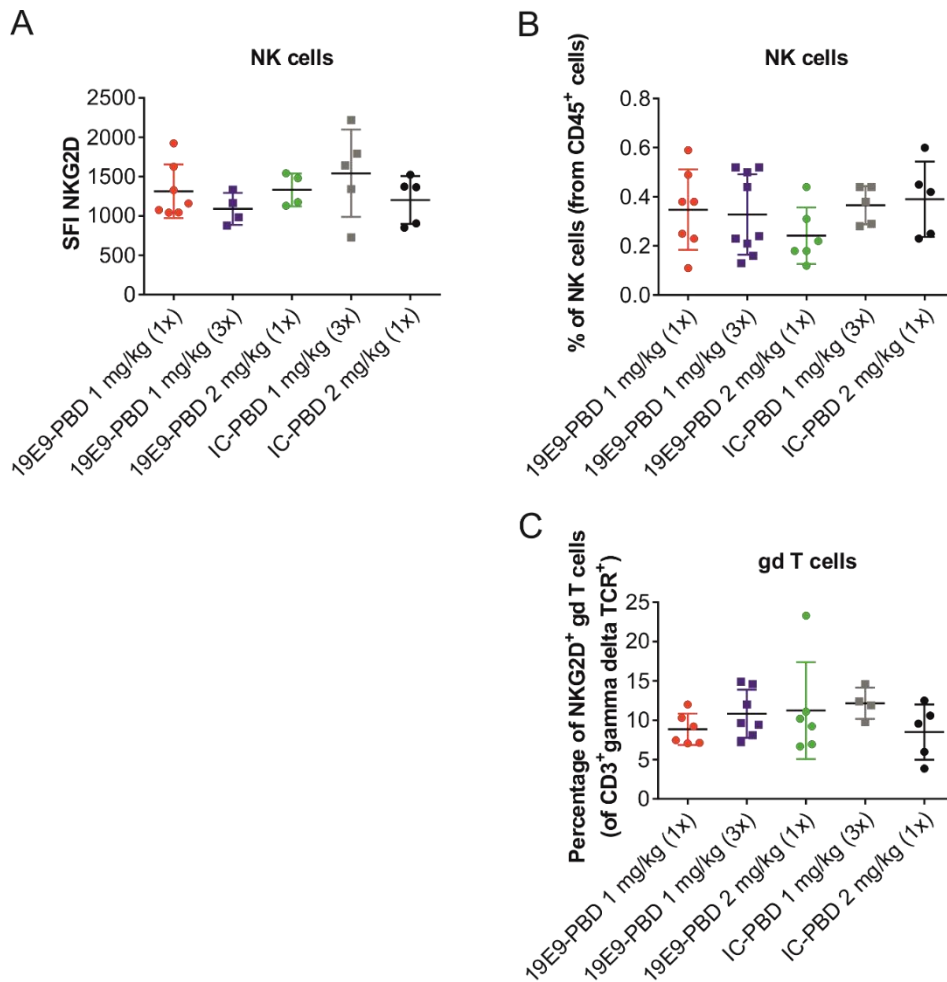 A
NK cells
SFI NKG2D
2500
2000
1500
1000
500
0
19E9-PBD 1 mg/kg (1x)
19E9-PBD 1 mg/kg (3x)
19E9-PBD 2 mg/kg (1x)
IC-PBD 1 mg/kg (3x)
IC-PBD 2 mg/kg (1x)
B
NK cells
% of NK cells (from CD45⁺ cells)
0.8
0.6
0.4
0.2
0.0
19E9-PBD 1 mg/kg (1x)
19E9-PBD 1 mg/kg (3x)
19E9-PBD 2 mg/kg (1x)
IC-PBD 1 mg/kg (3x)
IC-PBD 2 mg/kg (1x)
C
gd T cells
Percentage of NKG2D⁺ gd T cells
(of CD3⁺gamma delta TCR⁺)
25
20
15
10
5
0
19E9-PBD 1 mg/kg (1x)
19E9-PBD 1 mg/kg (3x)
19E9-PBD 2 mg/kg (1x)
IC-PBD 1 mg/kg (3x)
IC-PBD 2 mg/kg (1x)